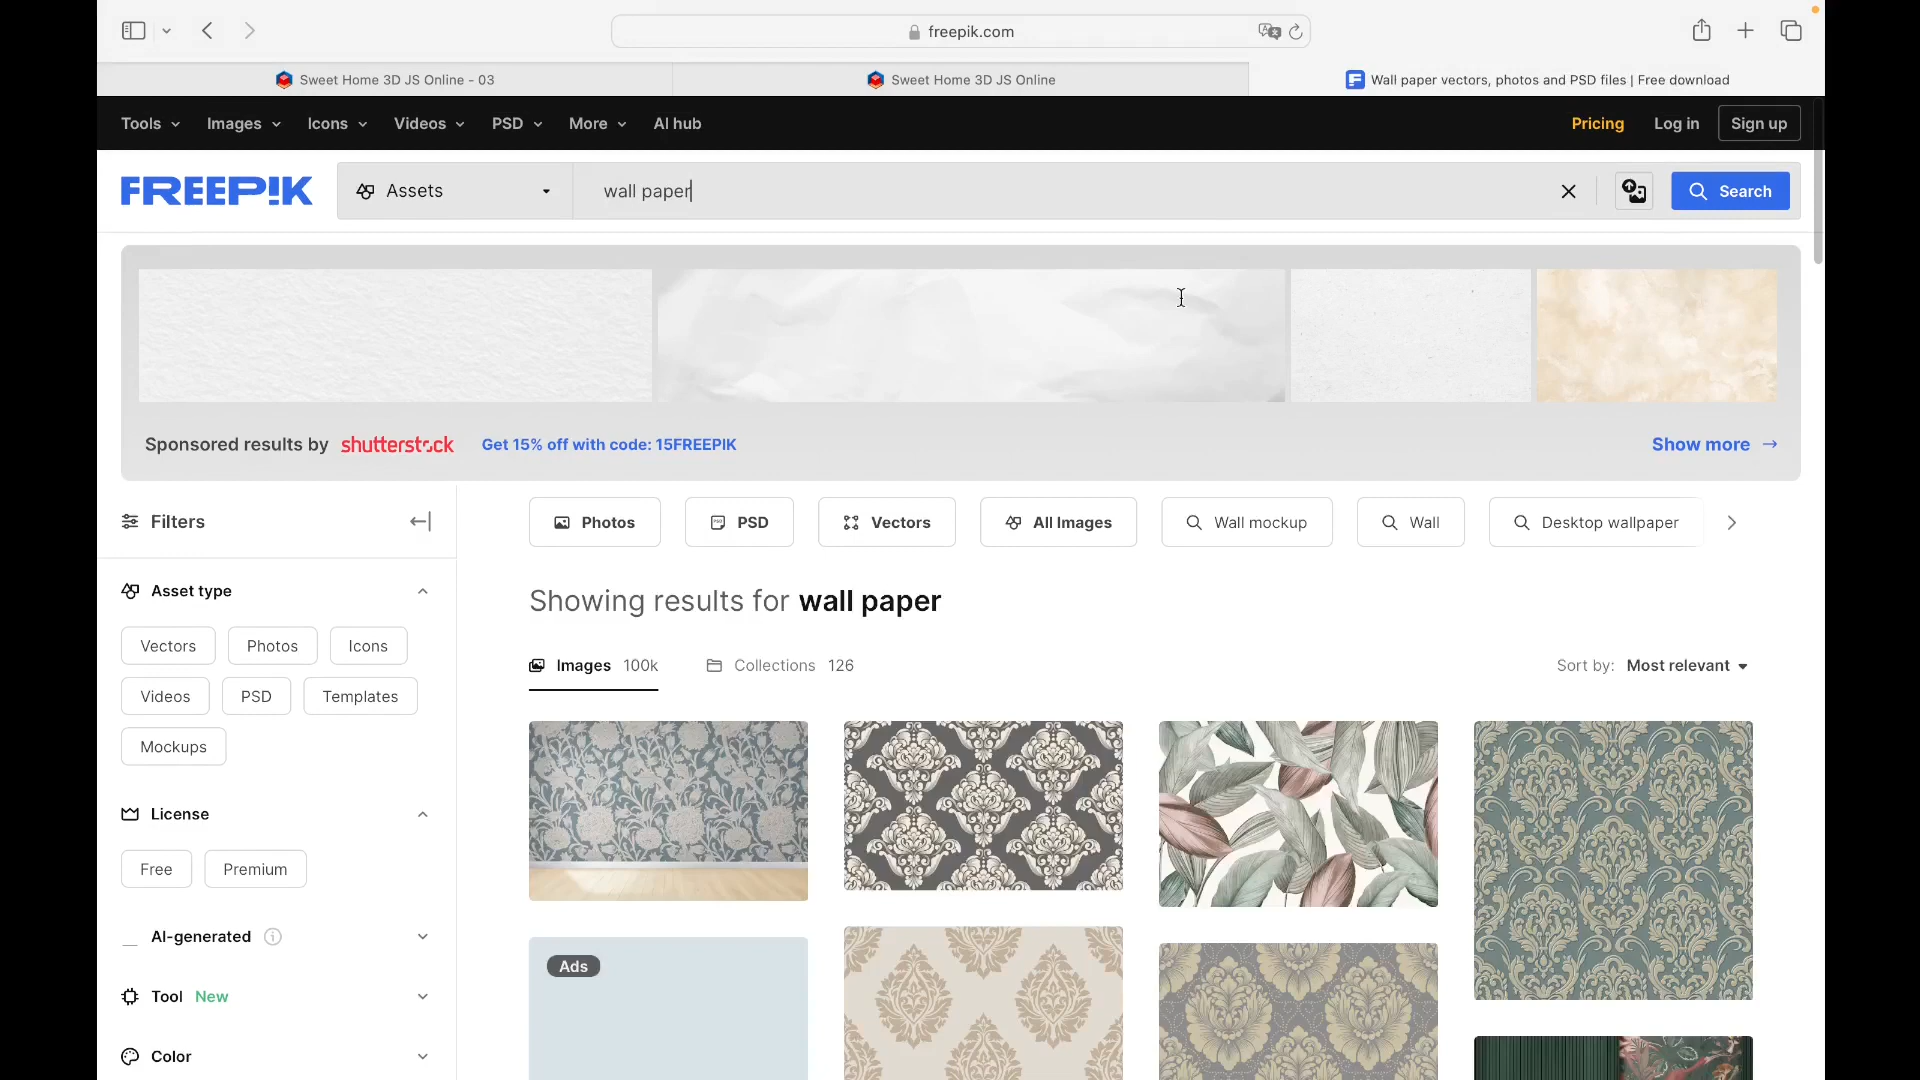 freepik.com
Sweet Home 3D JS Online - 03
Sweet Home 3D JS Online
Wall paper vectors, photos and PSD files | Free download
Tools
Images
Icons
Videos
PSD
More
AI hub
Pricing
Log in
Sign up
FREEP!K
Assets
wall paper
Search
Sponsored results by shutterstock
Get 15% off with code: 15FREEPIK
Show more →
Filters
Photos
PSD
Vectors
All Images
Wall mockup
Wall
Desktop wallpaper
Asset type
Vectors
Photos
Icons
Videos
PSD
Templates
Mockups
License
Free
Premium
AI-generated
Tool New
Color
Showing results for wall paper
Images 100k
Collections 126
Sort by: Most relevant
Ads